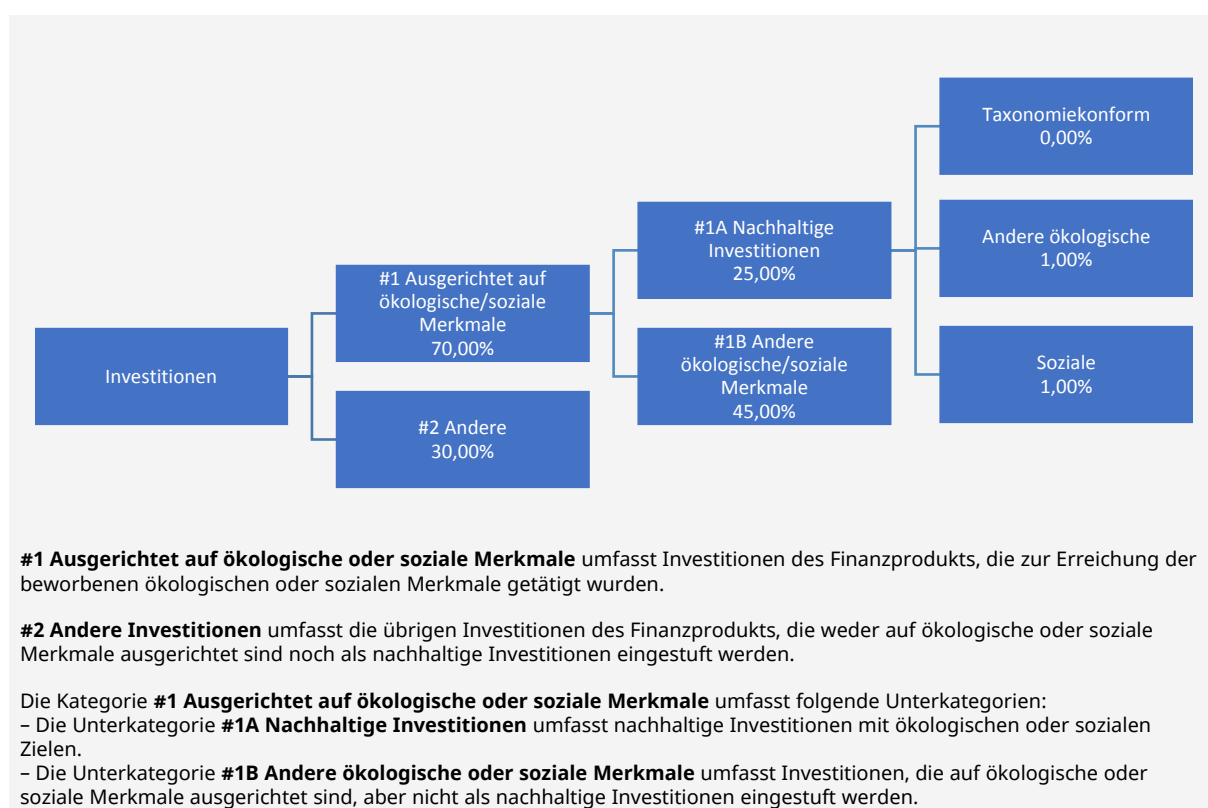 Investitionen
#1 Ausgerichtet auf
ökologische/soziale
Merkmale
70,00%
#2 Andere
30,00%
#1A Nachhaltige
Investitionen
25,00%
#1B Andere
ökologische/soziale
Merkmale
45,00%
Taxonomiekonform
0,00%
Andere ökologische
1,00%
Soziale
1,00%
#1 Ausgerichtet auf ökologische oder soziale Merkmale umfasst Investitionen des Finanzprodukts, die zur Erreichung der
beworbenen ökologischen oder sozialen Merkmale getätigt wurden.
#2 Andere Investitionen umfasst die übrigen Investitionen des Finanzprodukts, die weder auf ökologische oder soziale
Merkmale ausgerichtet sind noch als nachhaltige Investitionen eingestuft werden.
Die Kategorie #1 Ausgerichtet auf ökologische oder soziale Merkmale umfasst folgende Unterkategorien:
– Die Unterkategorie #1A Nachhaltige Investitionen umfasst nachhaltige Investitionen mit ökologischen oder sozialen
Zielen.
– Die Unterkategorie #1B Andere ökologische oder soziale Merkmale umfasst Investitionen, die auf ökologische oder
soziale Merkmale ausgerichtet sind, aber nicht als nachhaltige Investitionen eingestuft werden.